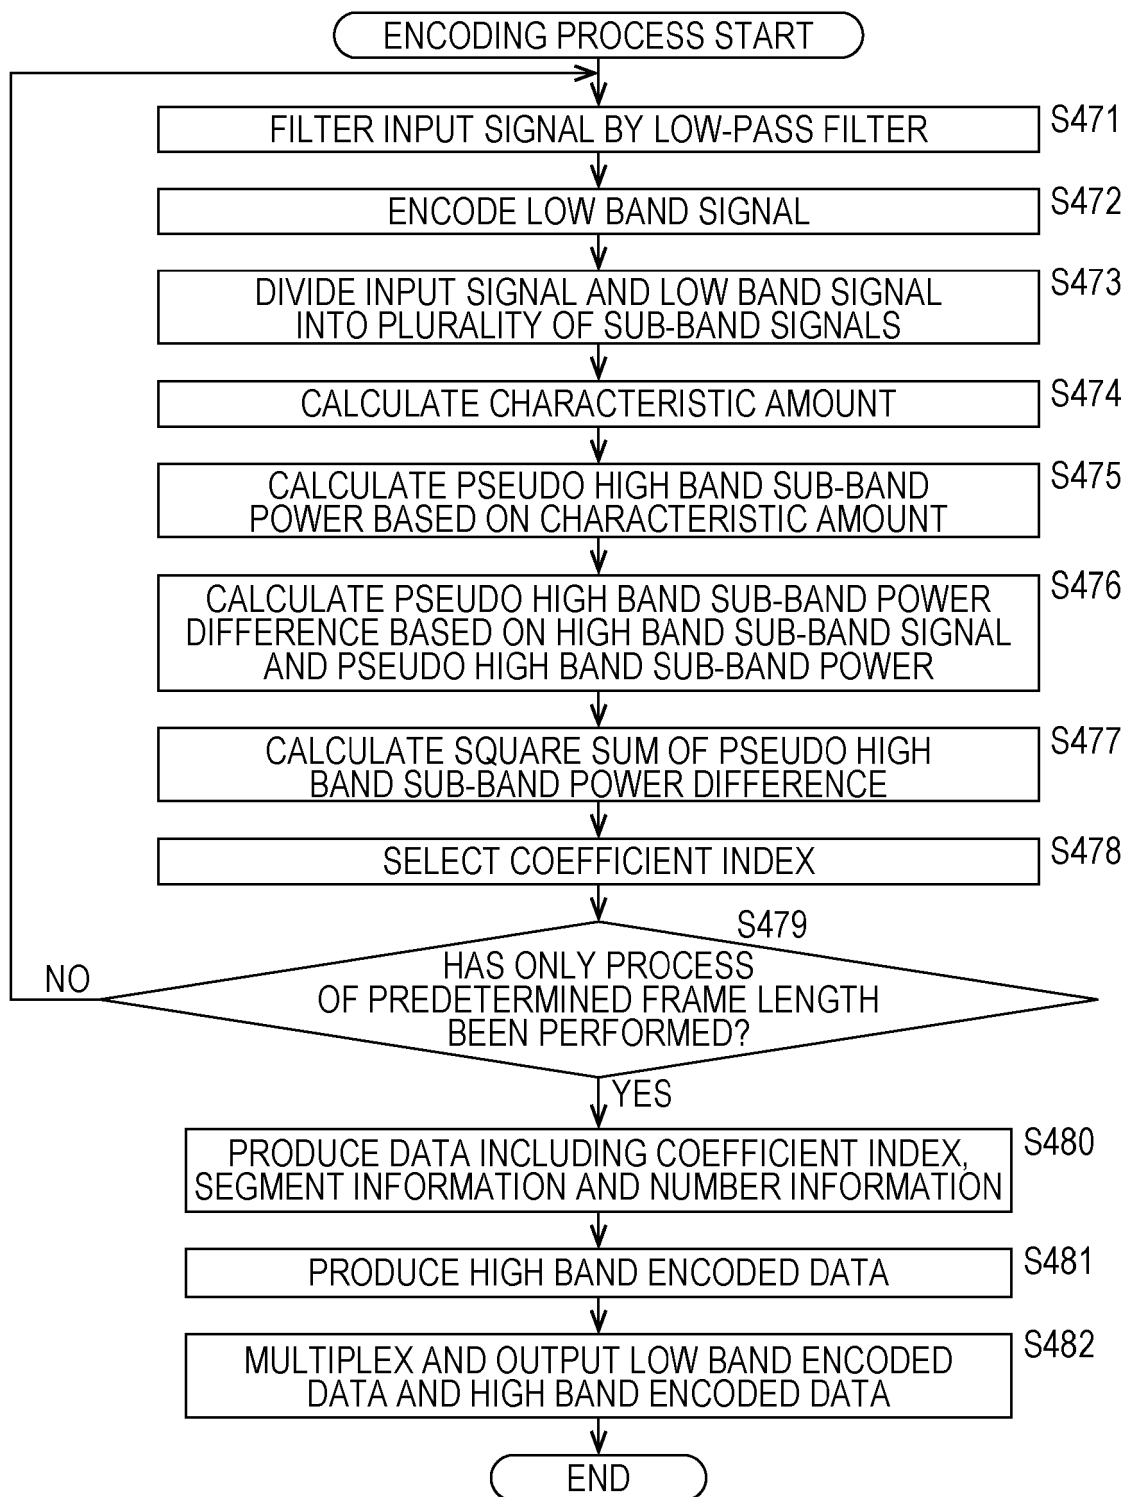 ENCODING PROCESS START
FILTER INPUT SIGNAL BY LOW-PASS FILTER
S471
ENCODE LOW BAND SIGNAL
S472
DIVIDE INPUT SIGNAL AND LOW BAND SIGNAL
INTO PLURALITY OF SUB-BAND SIGNALS
S473
CALCULATE CHARACTERISTIC AMOUNT
S474
CALCULATE PSEUDO HIGH BAND SUB-BAND
POWER BASED ON CHARACTERISTIC AMOUNT
S475
CALCULATE PSEUDO HIGH BAND SUB-BAND POWER
DIFFERENCE BASED ON HIGH BAND SUB-BAND SIGNAL
AND PSEUDO HIGH BAND SUB-BAND POWER
S476
CALCULATE SQUARE SUM OF PSEUDO HIGH
BAND SUB-BAND POWER DIFFERENCE
S477
SELECT COEFFICIENT INDEX
S478
S479
HAS ONLY PROCESS
OF PREDETERMINED FRAME LENGTH
BEEN PERFORMED?
NO
YES
PRODUCE DATA INCLUDING COEFFICIENT INDEX,
SEGMENT INFORMATION AND NUMBER INFORMATION
S480
PRODUCE HIGH BAND ENCODED DATA
S481
MULTIPLEX AND OUTPUT LOW BAND ENCODED
DATA AND HIGH BAND ENCODED DATA
S482
END